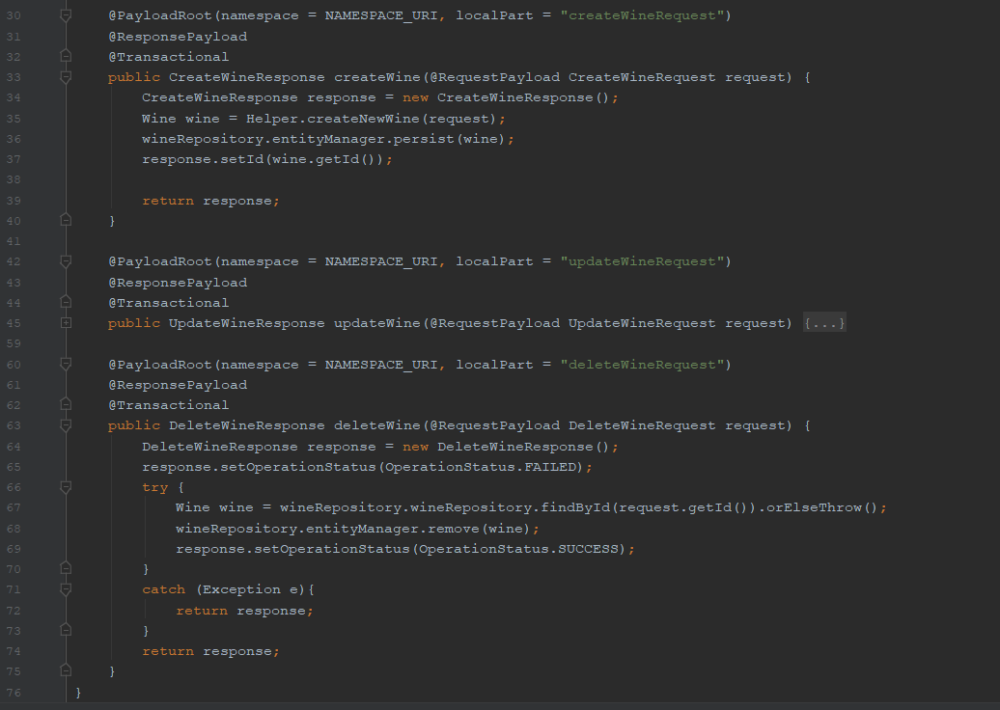 30 @PayloadRoot(namespace = NAMESPACE_URI, localPart = "createWineRequest")
31 @ResponsePayload
32 @Transactional
33 public CreateWineResponse createWine(@RequestPayload CreateWineRequest request) {
34 CreateWineResponse response = new CreateWineResponse();
35 Wine wine = Helper.createNewWine(request);
36 wineRepository.entityManager.persist(wine);
37 response.setId(wine.getId());
38
39 return response;
40 }
41
42 @PayloadRoot(namespace = NAMESPACE_URI, localPart = "updateWineRequest")
43 @ResponsePayload
44 @Transactional
45 public UpdateWineResponse updateWine(@RequestPayload UpdateWineRequest request) {...}
59
60 @PayloadRoot(namespace = NAMESPACE_URI, localPart = "deleteWineRequest")
61 @ResponsePayload
62 @Transactional
63 public DeleteWineResponse deleteWine(@RequestPayload DeleteWineRequest request) {
64 DeleteWineResponse response = new DeleteWineResponse();
65 response.setOperationStatus(OperationStatus.FAILED);
66 try {
67 Wine wine = wineRepository.wineRepository.findById(request.getId()).orElseThrow();
68 wineRepository.entityManager.remove(wine);
69 response.setOperationStatus(OperationStatus.SUCCESS);
70 }
71 catch (Exception e){
72 return response;
73 }
74 return response;
75 }
76 }